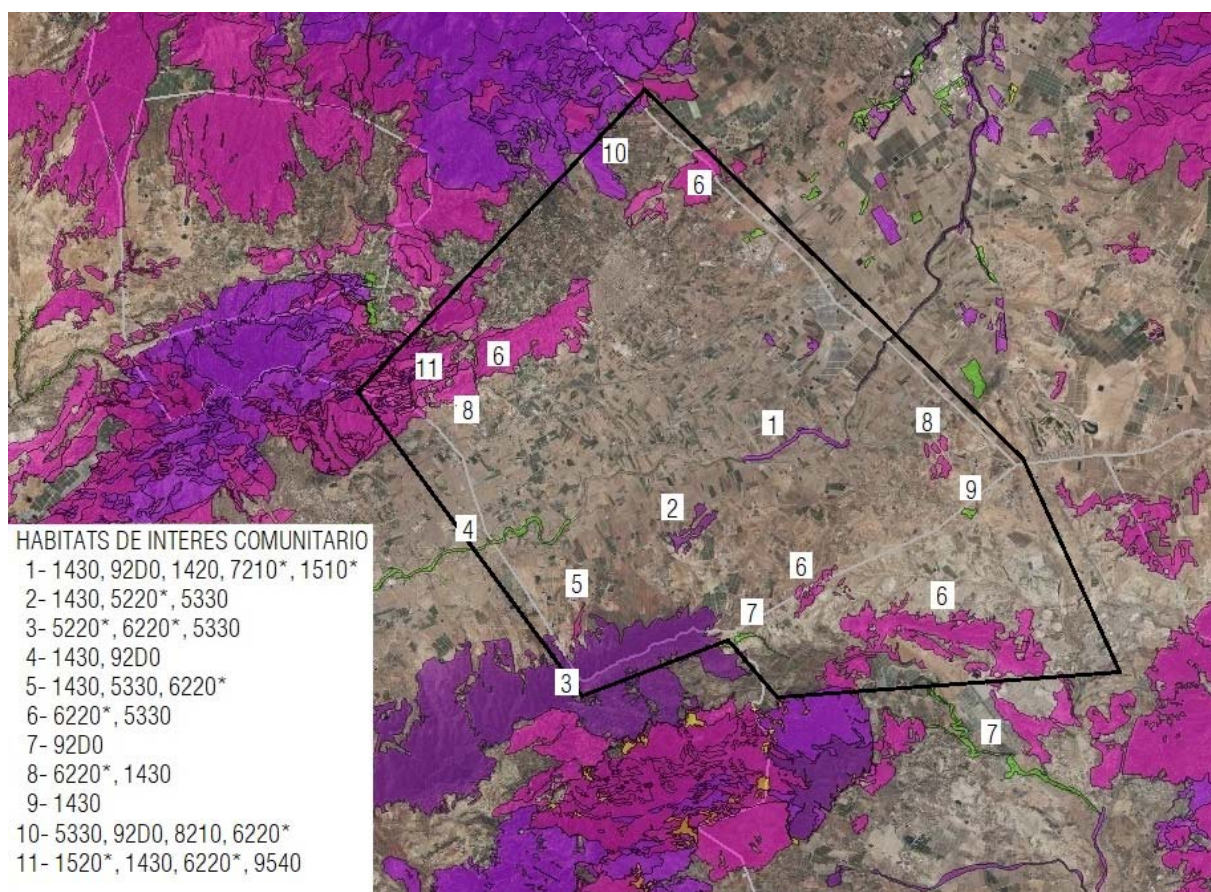 10
6
11
6
8
1
8
9
2
4
5
6
6
7
3
7
HABITATS DE INTERES COMUNITARIO
1- 1430, 92D0, 1420, 7210*, 1510*
2- 1430, 5220*, 5330
3- 5220*, 6220*, 5330
4- 1430, 92D0
5- 1430, 5330, 6220*
6- 6220*, 5330
7- 92D0
8- 6220*, 1430
9- 1430
10- 5330, 92D0, 8210, 6220*
11- 1520*, 1430, 6220*, 9540